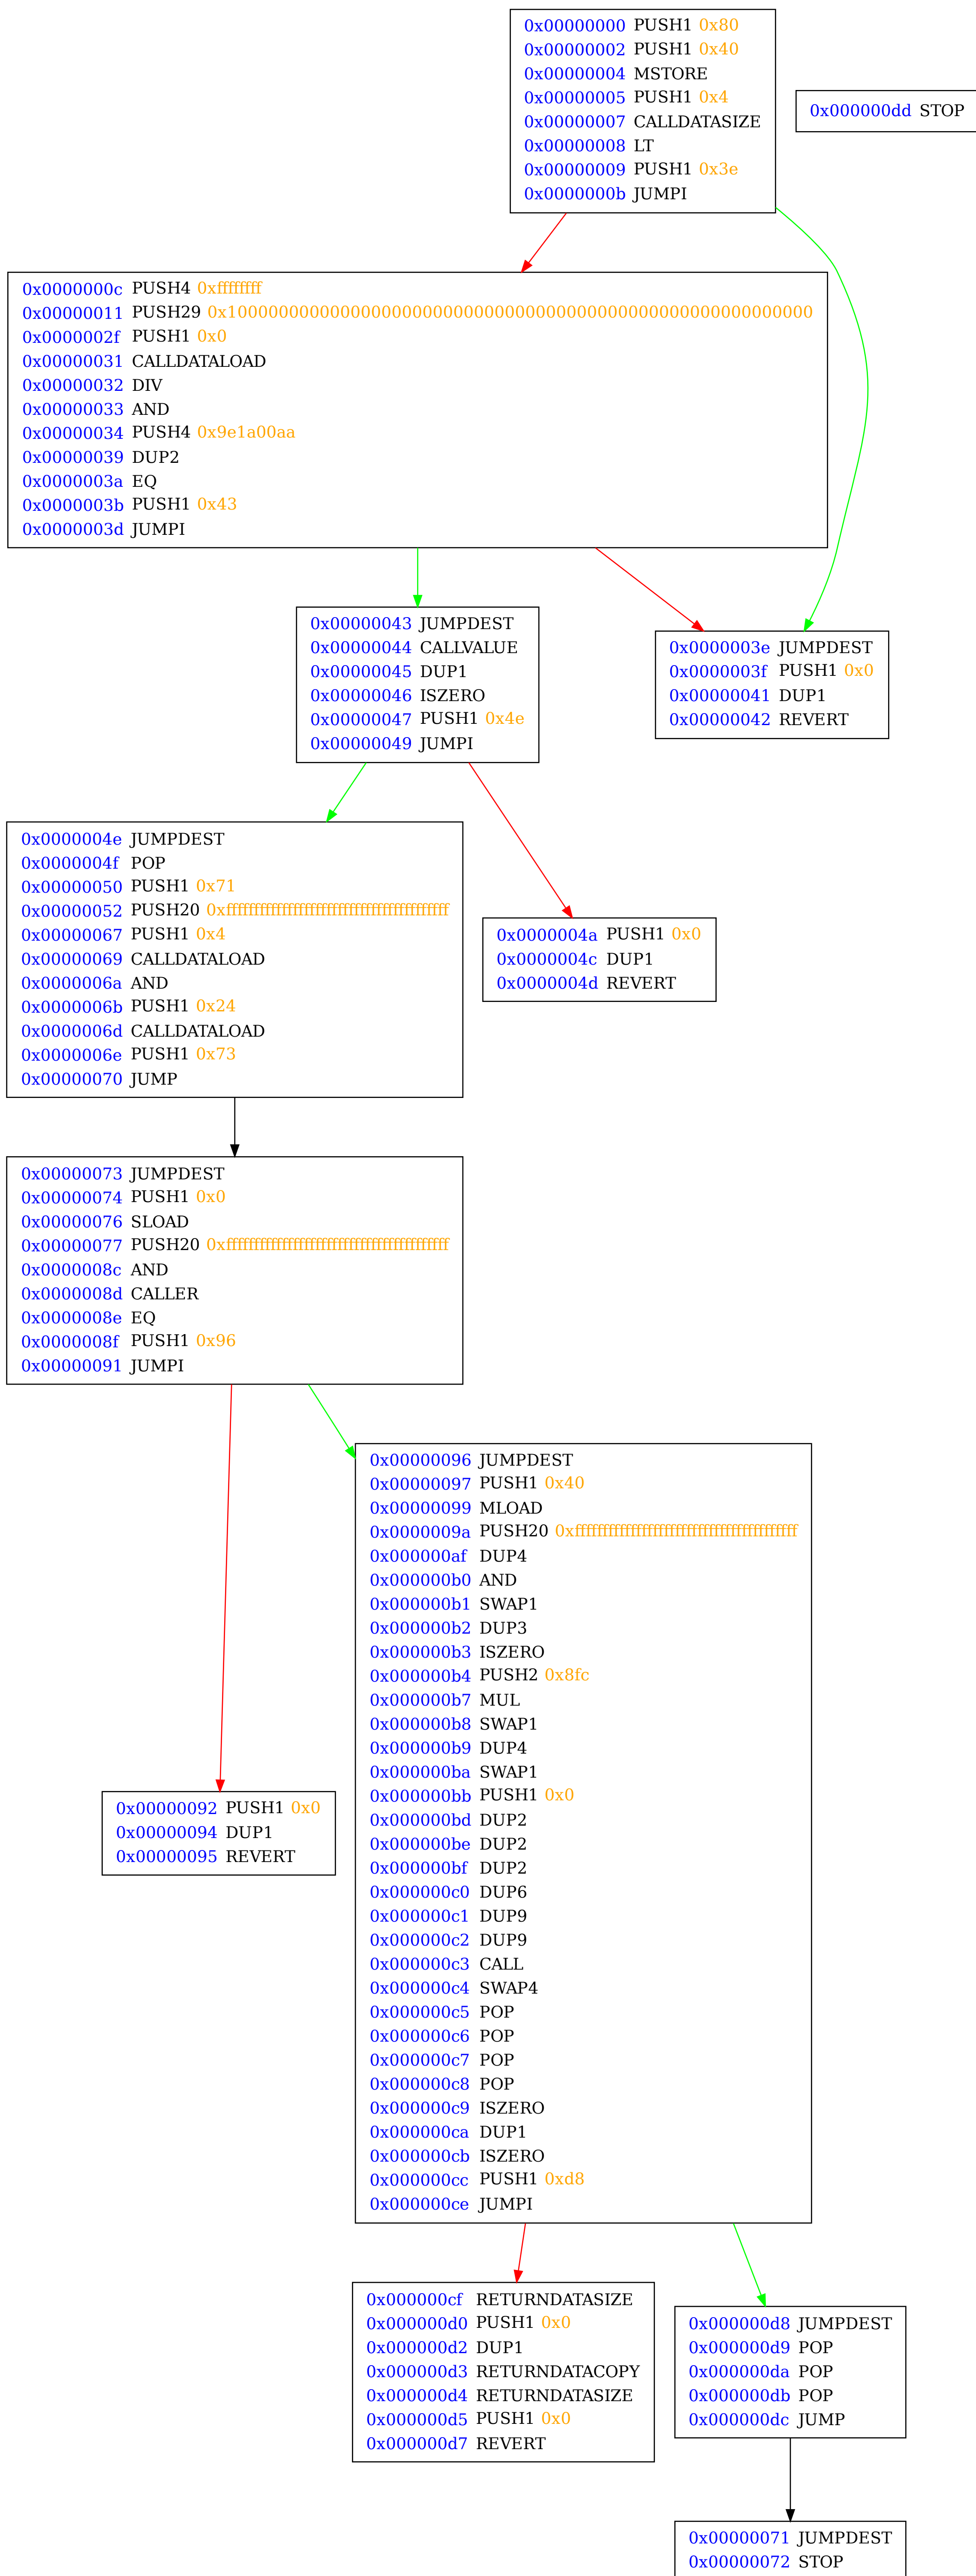 0x00000000 PUSH1 0x80
0x00000002 PUSH1 0x40
0x00000004 MSTORE
0x00000005 PUSH1 0x4
0x00000007 CALLDATASIZE
0x00000008 LT
0x00000009 PUSH1 0x3e
0x0000000b JUMPI
0x000000dd STOP
0x0000000c PUSH4 0xffffffff
0x00000011 PUSH29 0x100000000000000000000000000000000000000000000000000000000
0x0000002f PUSH1 0x0
0x00000031 CALLDATALOAD
0x00000032 DIV
0x00000033 AND
0x00000034 PUSH4 0x9e1a00aa
0x00000039 DUP2
0x0000003a EQ
0x0000003b PUSH1 0x43
0x0000003d JUMPI
0x00000043 JUMPDEST
0x00000044 CALLVALUE
0x00000045 DUP1
0x00000046 ISZERO
0x00000047 PUSH1 0x4e
0x00000049 JUMPI
0x0000003e JUMPDEST
0x0000003f PUSH1 0x0
0x00000041 DUP1
0x00000042 REVERT
0x0000004e JUMPDEST
0x0000004f POP
0x00000050 PUSH1 0x71
0x00000052 PUSH20 0xffffffffffffffffffffffffffffffffffffffff
0x00000067 PUSH1 0x4
0x00000069 CALLDATALOAD
0x0000006a AND
0x0000006b PUSH1 0x24
0x0000006d CALLDATALOAD
0x0000006e PUSH1 0x73
0x00000070 JUMP
0x0000004a PUSH1 0x0
0x0000004c DUP1
0x0000004d REVERT
0x00000073 JUMPDEST
0x00000074 PUSH1 0x0
0x00000076 SLOAD
0x00000077 PUSH20 0xffffffffffffffffffffffffffffffffffffffff
0x0000008c AND
0x0000008d CALLER
0x0000008e EQ
0x0000008f PUSH1 0x96
0x00000091 JUMPI
0x00000096 JUMPDEST
0x00000097 PUSH1 0x40
0x00000099 MLOAD
0x0000009a PUSH20 0xffffffffffffffffffffffffffffffffffffffff
0x000000af DUP4
0x000000b0 AND
0x000000b1 SWAP1
0x000000b2 DUP3
0x000000b3 ISZERO
0x000000b4 PUSH2 0x8fc
0x000000b7 MUL
0x000000b8 SWAP1
0x000000b9 DUP4
0x000000ba SWAP1
0x000000bb PUSH1 0x0
0x000000bd DUP2
0x000000be DUP2
0x000000bf DUP2
0x000000c0 DUP6
0x000000c1 DUP9
0x000000c2 DUP9
0x000000c3 CALL
0x000000c4 SWAP4
0x000000c5 POP
0x000000c6 POP
0x000000c7 POP
0x000000c8 POP
0x000000c9 ISZERO
0x000000ca DUP1
0x000000cb ISZERO
0x000000cc PUSH1 0xd8
0x000000ce JUMPI
0x00000092 PUSH1 0x0
0x00000094 DUP1
0x00000095 REVERT
0x000000cf RETURNDATASIZE
0x000000d0 PUSH1 0x0
0x000000d2 DUP1
0x000000d3 RETURNDATACOPY
0x000000d4 RETURNDATASIZE
0x000000d5 PUSH1 0x0
0x000000d7 REVERT
0x000000d8 JUMPDEST
0x000000d9 POP
0x000000da POP
0x000000db POP
0x000000dc JUMP
0x00000071 JUMPDEST
0x00000072 STOP